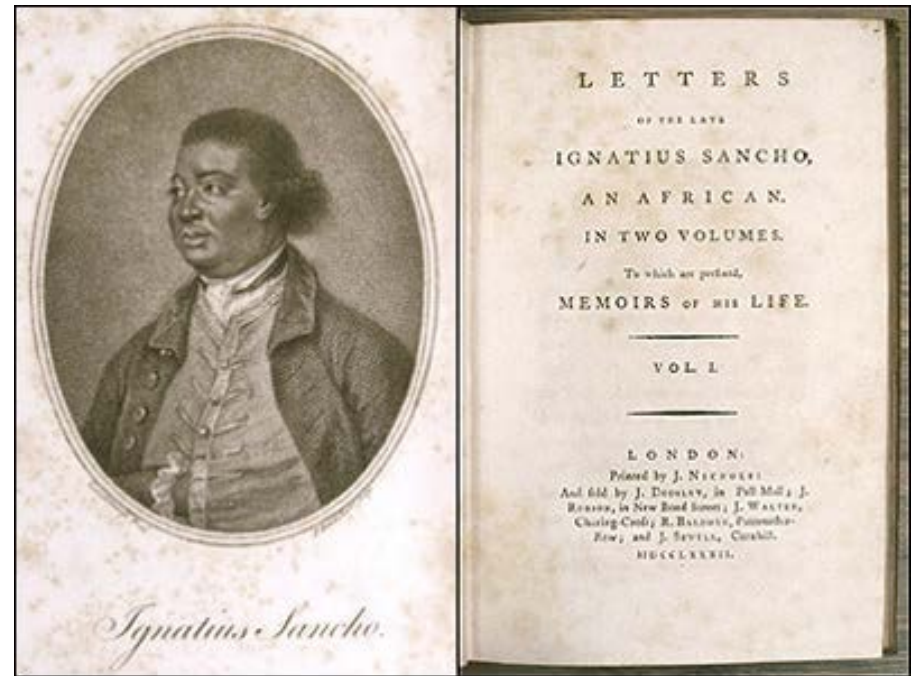 Ignatius Sancho.
LETTERS
OF THE LATE
IGNATIUS SANCHO,
AN AFRICAN.
IN TWO VOLUMES.
To which are prefixed,
MEMOIRS OF HIS LIFE.
VOL. I.
LONDON:
Printed by J. NICHOLS:
And sold by J. DODSLEY, in Pall Mall; J.
ROBSON, in New Bond Street; J. WALTER,
Charing-Cross; R. BALDWIN, Paternoster-
Row; and J. SEWELL, Cornhill.
MDCCLXXXII.